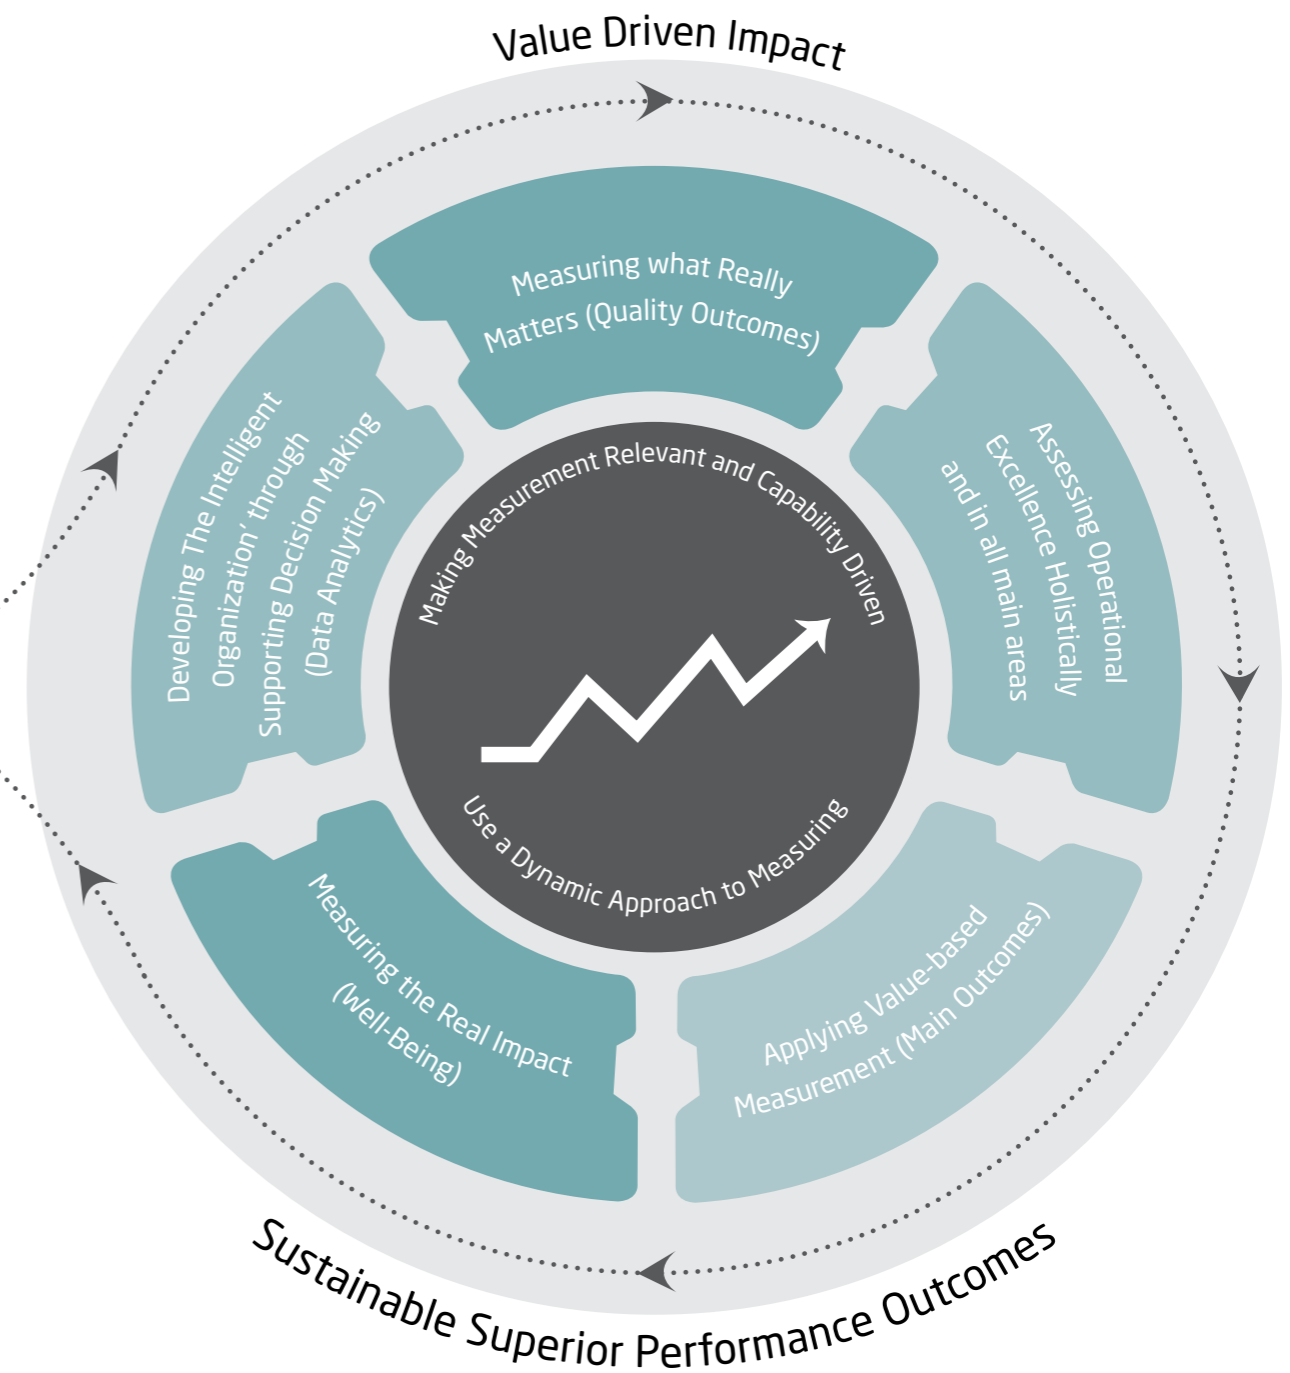 Value Driven Impact
Measuring what Really
Matters (Quality Outcomes)
Assessing Operational
Excellence Holistically
and in all main areas
Applying Value-based
Measurement (Main Outcomes)
Measuring the Real Impact
(Well-Being)
Developing The Intelligent
Organization’ through
Supporting Decision Making
(Data Analytics)
Making Measurement Relevant and Capability Driven
Use a Dynamic Approach to Measuring
Sustainable Superior Performance Outcomes